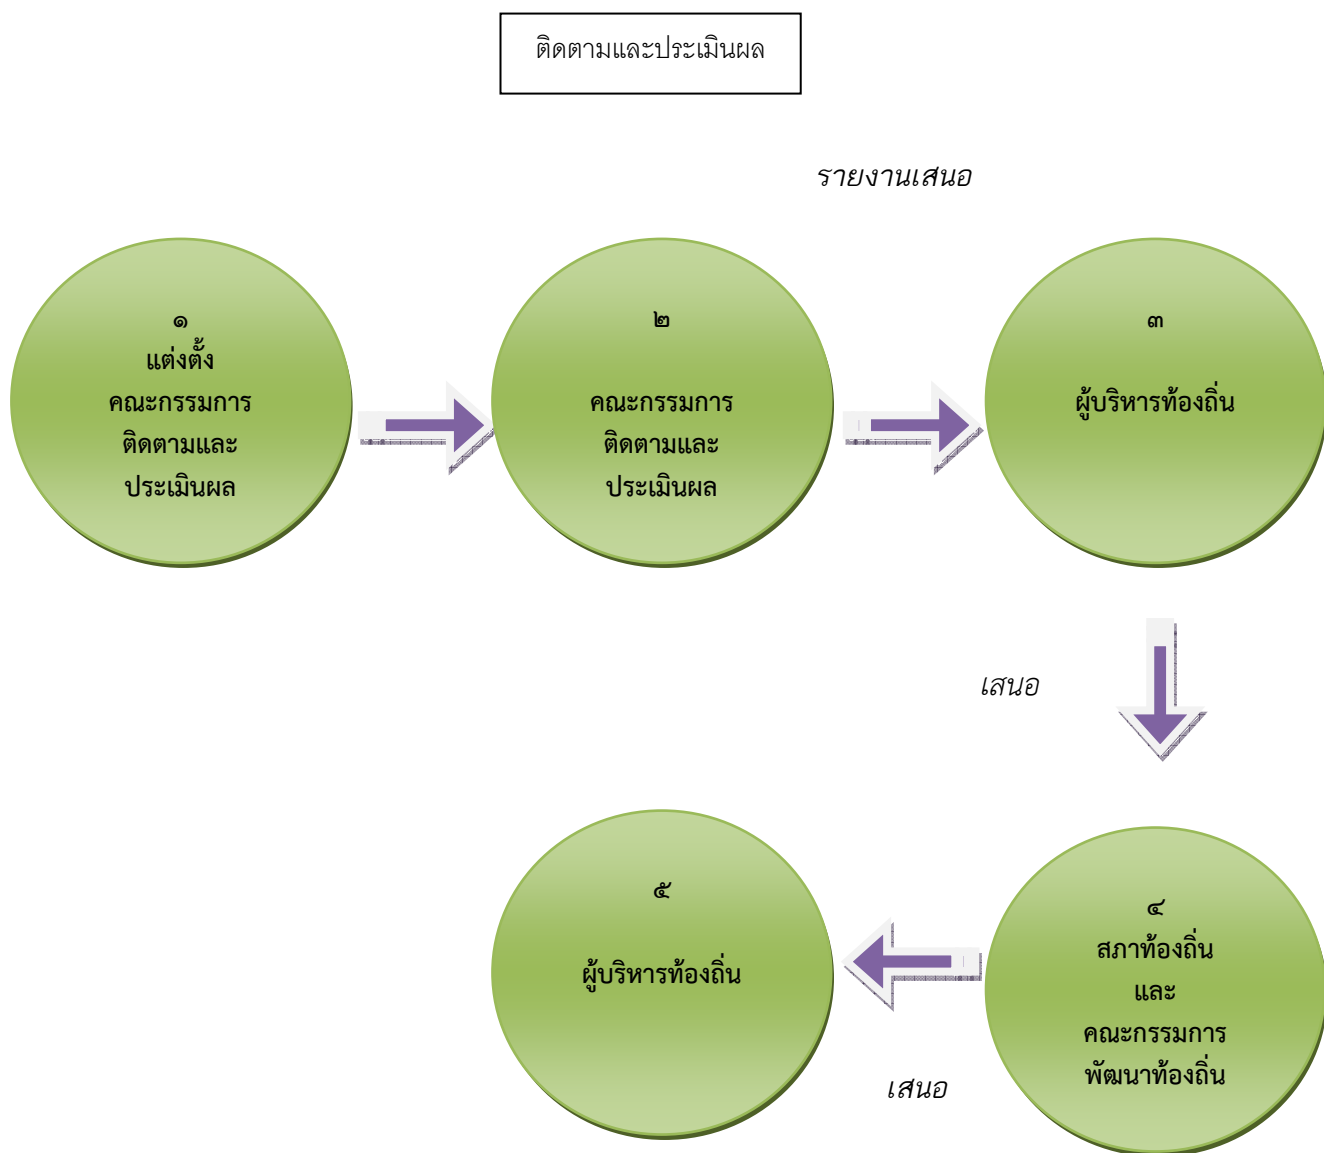 ติดตามและประเมินผล
รายงานเสนอ
๑
แต่งตั้ง
คณะกรรมการ
ติดตามและ
ประเมินผล
๒
คณะกรรมการ
ติดตามและ
ประเมินผล
๓
ผู้บริหารท้องถิ่น
เสนอ
๔
สภาท้องถิ่น
และ
คณะกรรมการ
พัฒนาท้องถิ่น
เสนอ
๕
ผู้บริหารท้องถิ่น